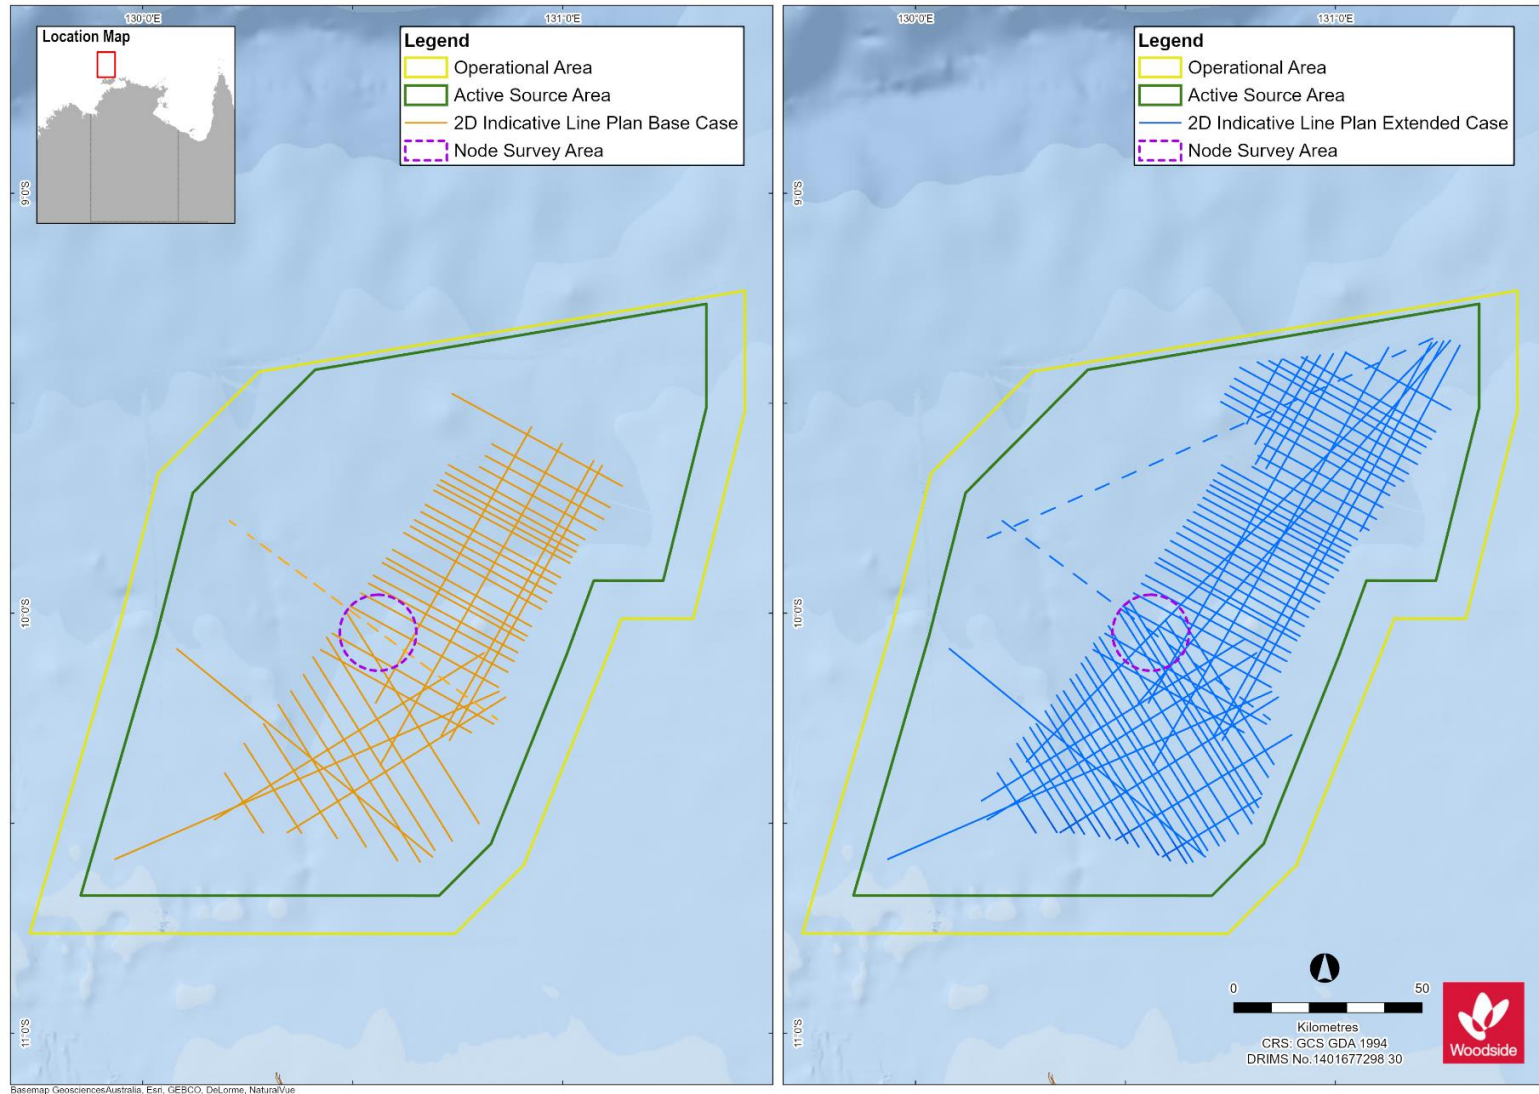 130°0'E
131°0'E
130°0'E
131°0'E
Location Map
Legend
Operational Area
Active Source Area
2D Indicative Line Plan Base Case
Node Survey Area
Legend
Operational Area
Active Source Area
2D Indicative Line Plan Extended Case
Node Survey Area
9°0'S
9°0'S
10°0'S
10°0'S
11°0'S
11°0'S
0 50
Kilometres
CRS: GCS GDA 1994
DRIMS No.1401677298 30
Woodside
Basemap GeosciencesAustralia, Esri, GEBCO, DeLorme, NaturalVue